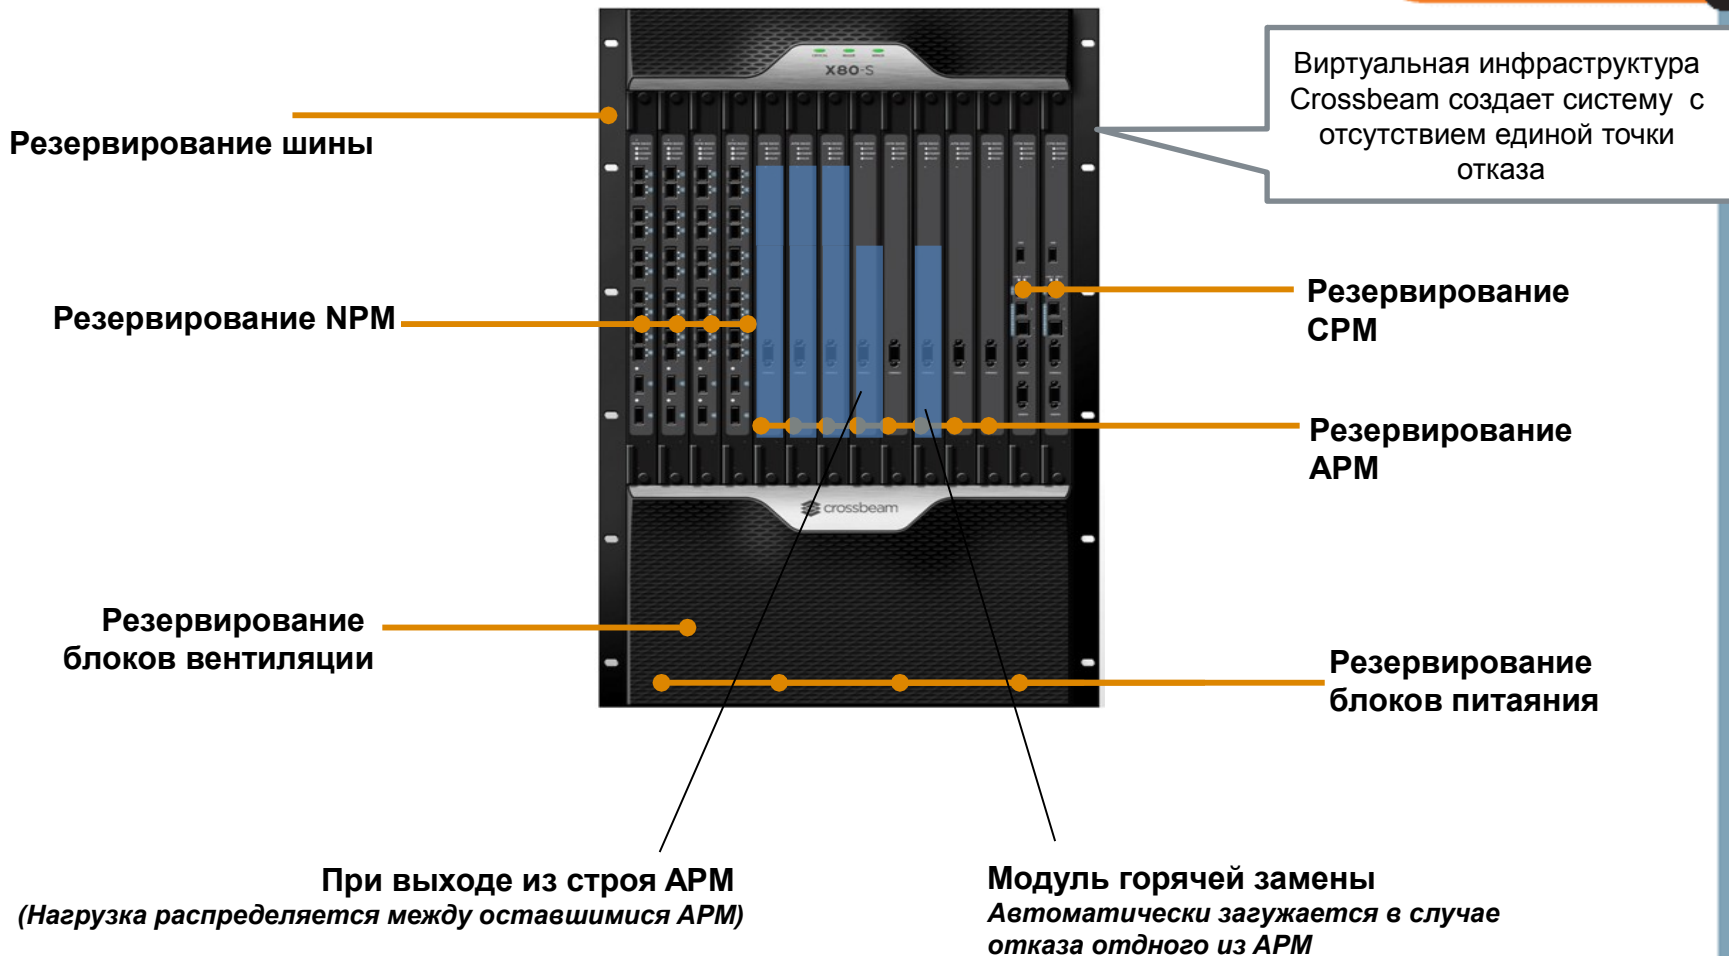 X80-S
Виртуальная инфраструктура
Crossbeam создает систему с
отсутствием единой точки
отказа
Резервирование шины
Резервирование NPM
Резервирование
CPM
Резервирование
APM
crossbeam
Резервирование
блоков вентиляции
Резервирование
блоков питаяния
При выходе из строя APM
(Нагрузка распределяется между оставшимися APM)
Модуль горячей замены
Автоматически загужается в случае
отказа отдного из APM